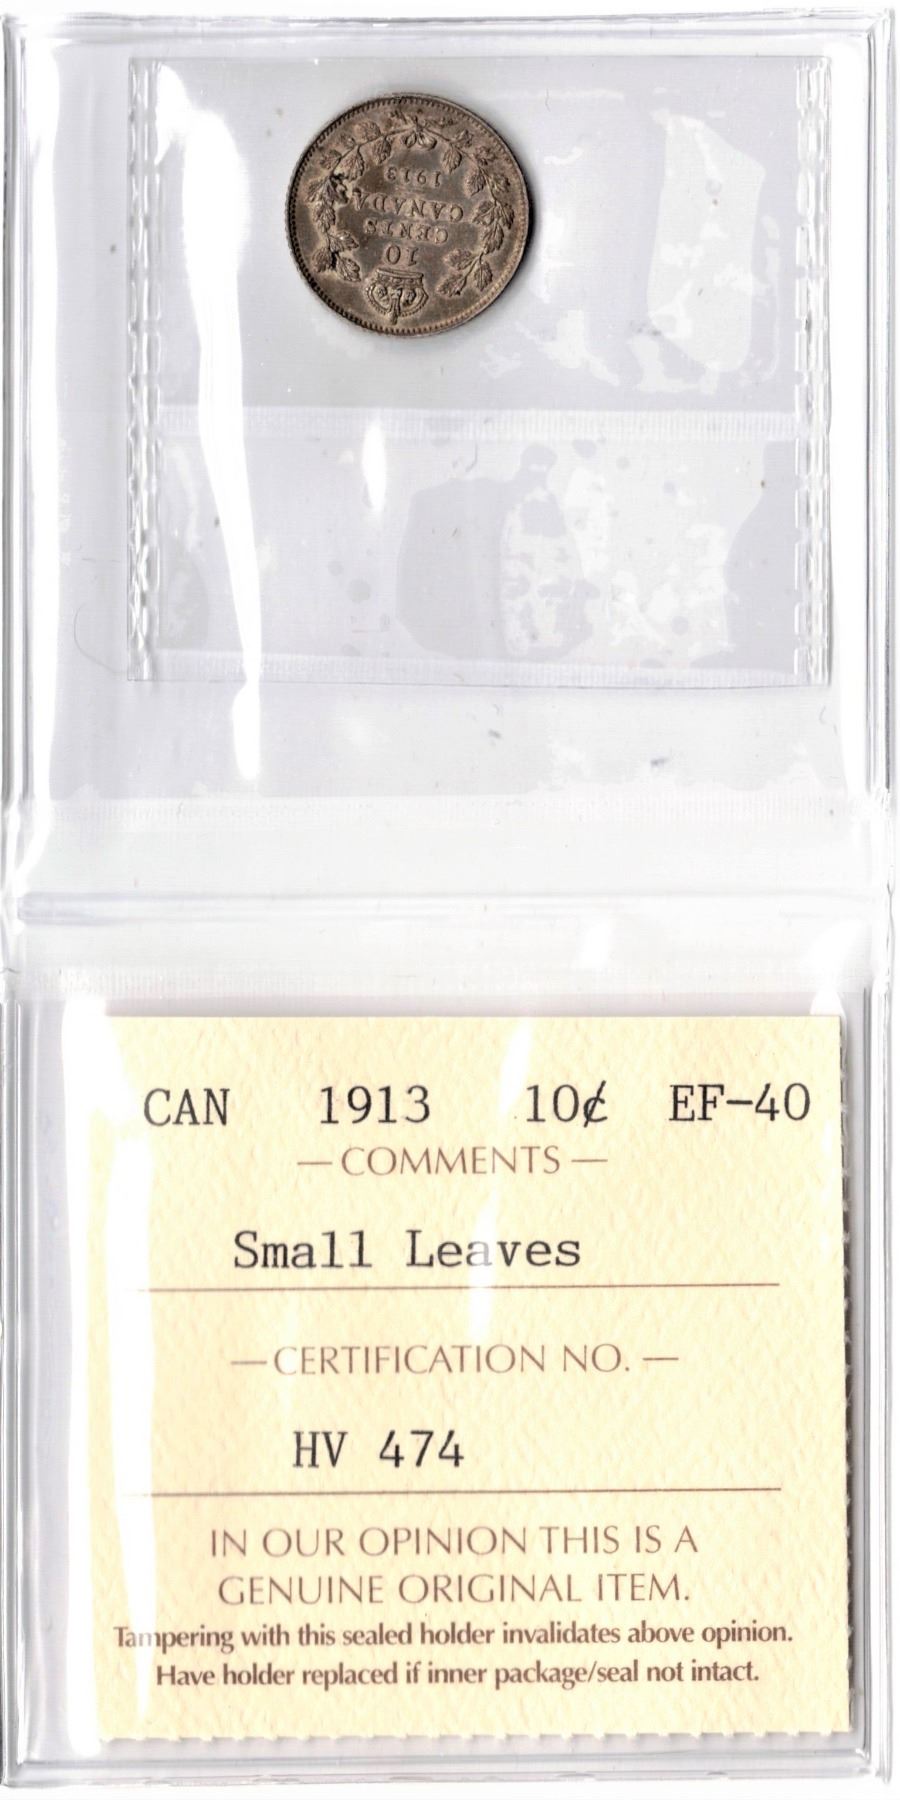 10
CENTS
CANADA
1913
CAN 1913 10¢ EF-40
— COMMENTS —
Small Leaves
— CERTIFICATION NO. —
HV 474
IN OUR OPINION THIS IS A
GENUINE ORIGINAL ITEM.
Tampering with this sealed holder invalidates above opinion.
Have holder replaced if inner package/seal not intact.